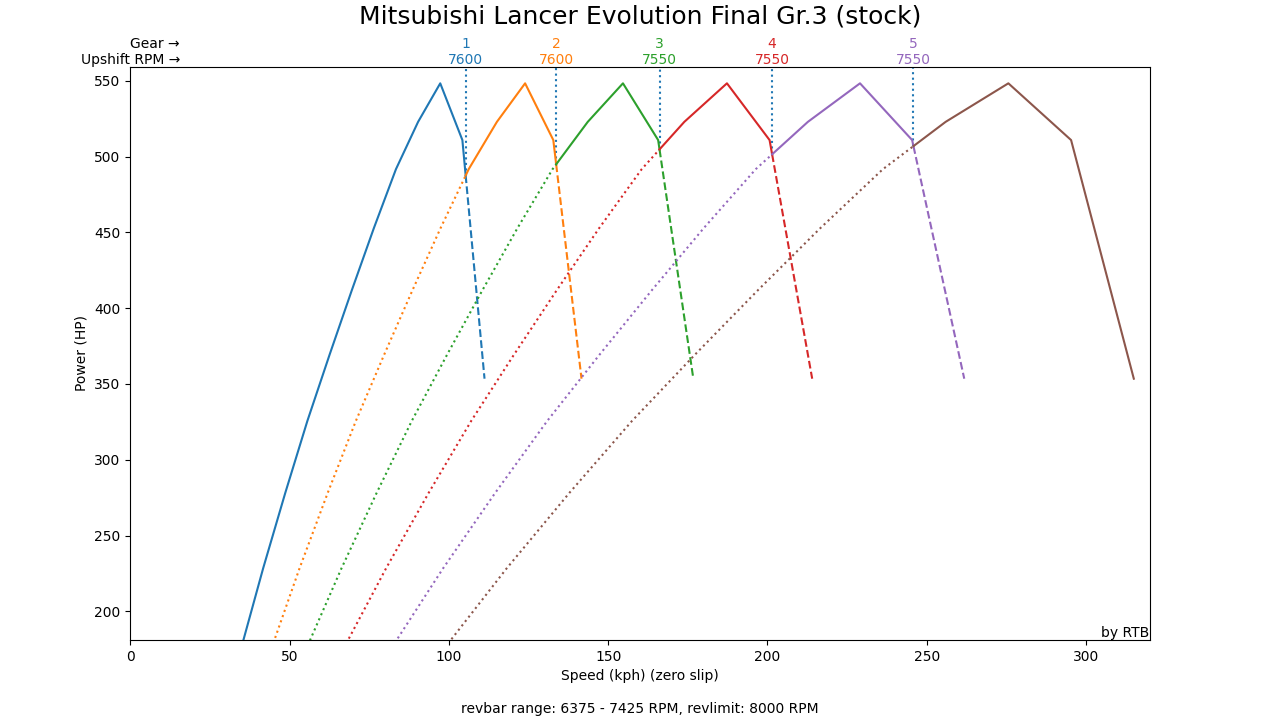 Mitsubishi Lancer Evolution Final Gr.3 (stock)
Gear → 1 2 3 4 5
Upshift RPM → 7600 7600 7550 7550 7550
550
500
450
400
350
300
250
200
Power (HP)
by RTB
0 50 100 150 200 250 300
Speed (kph) (zero slip)
revbar range: 6375 - 7425 RPM, revlimit: 8000 RPM